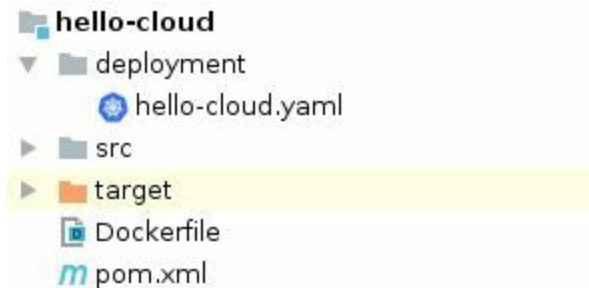 hello-cloud
deployment
hello-cloud.yaml
src
target
Dockerfile
m pom.xml